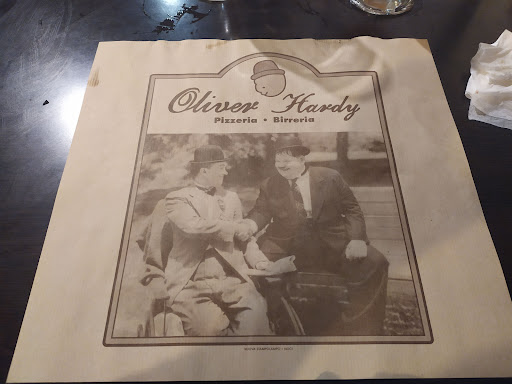 Oliver Hardy
Pizzeria • Birreria